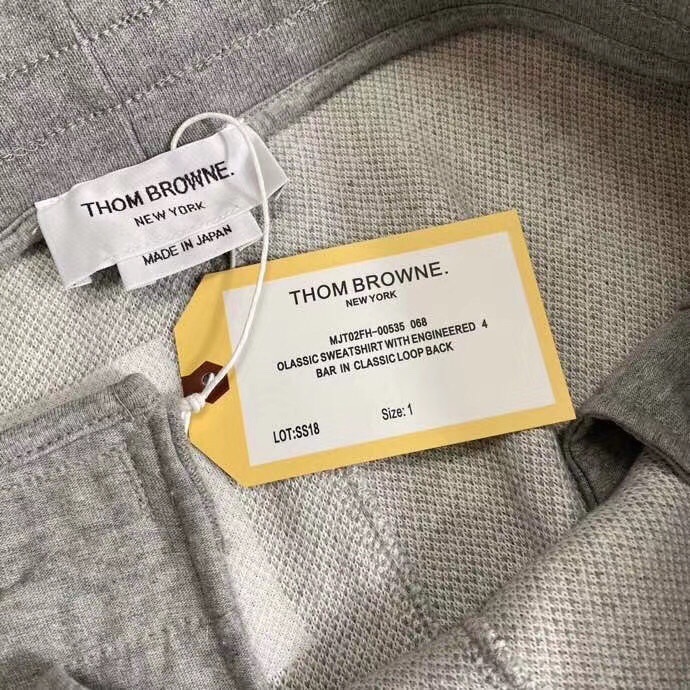 THOM BROWNE.
NEW YORK
MADE IN JAPAN
THOM BROWNE.
NEW YORK
MJT02FH-00535 068
OLASSIC SWEATSHIRT WITH ENGINEERED 4
BAR IN CLASSIC LOOP BACK
LOT:SS18
Size: 1